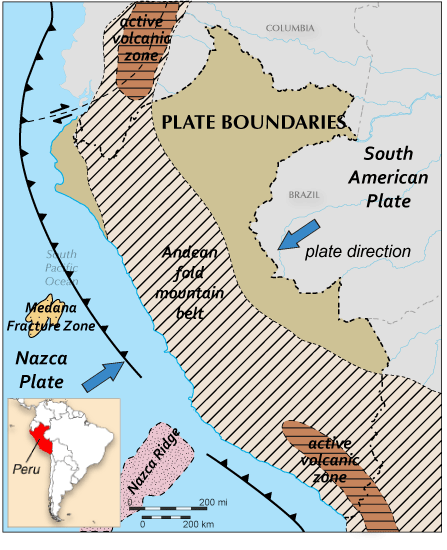 active
volcanic
zone
COLUMBIA
PLATE BOUNDARIES
South
American
Plate
BRAZIL
plate direction
South
Pacific
Ocean
Andean
fold
mountain
belt
Medana
Fracture Zone
Nazca
Plate
Peru
Nazca Ridge
active
volcanic
zone
0
200 mi
0
200 km